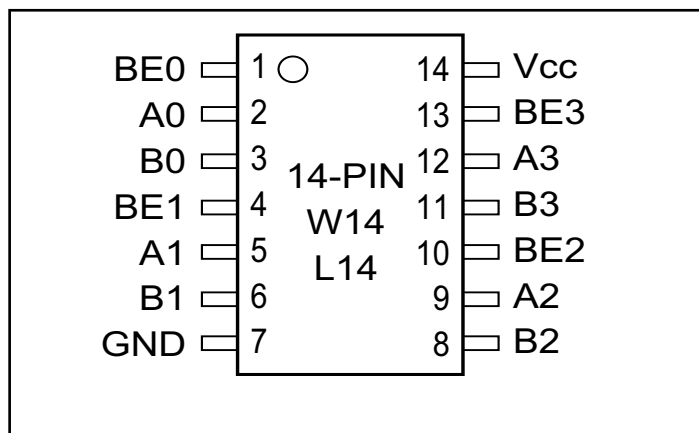 BE0 1 14 Vcc
A0 2 13 BE3
B0 3 12 A3
14-PIN
BE1 4 11 B3
W14
A1 5 10 BE2
L14
B1 6 9 A2
GND 7 8 B2